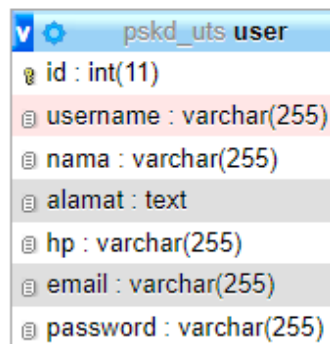 v pskd_uts user
id : int(11)
username : varchar(255)
nama : varchar(255)
alamat : text
hp : varchar(255)
email : varchar(255)
password : varchar(255)